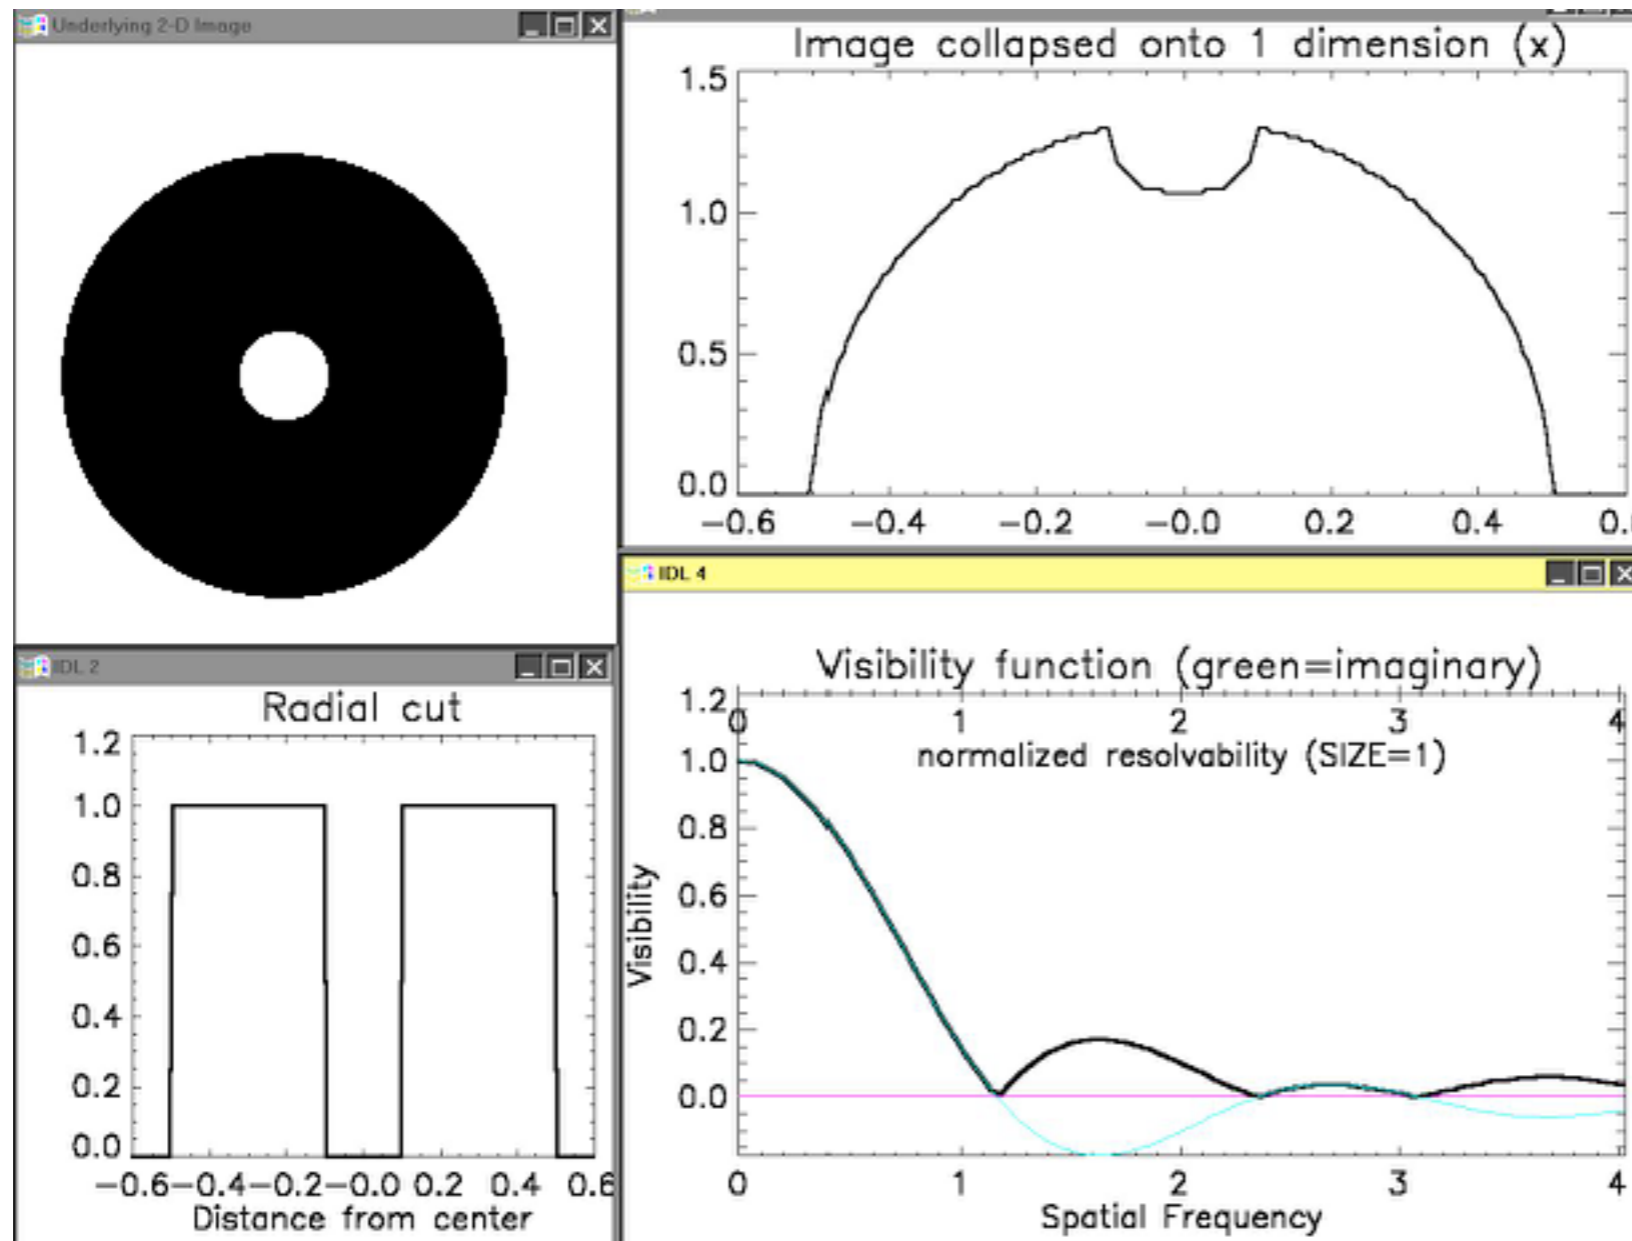 Underlying 2-D Image
Image collapsed onto 1 dimension (x)
1.5
1.0
0.5
0.0
−0.6 −0.4 −0.2 −0.0 0.2 0.4
IDL 4
Visibility function (green=imaginary)
1.2
0 1 2 3 4
normalized resolvability (SIZE=1)
1.0
0.8
0.6
0.4
0.2
0.0
Visibility
0 1 2 3 4
Spatial Frequency
IDL 2
Radial cut
1.2
1.0
0.8
0.6
0.4
0.2
0.0
−0.6−0.4−0.2−0.0 0.2 0.4 0.6
Distance from center